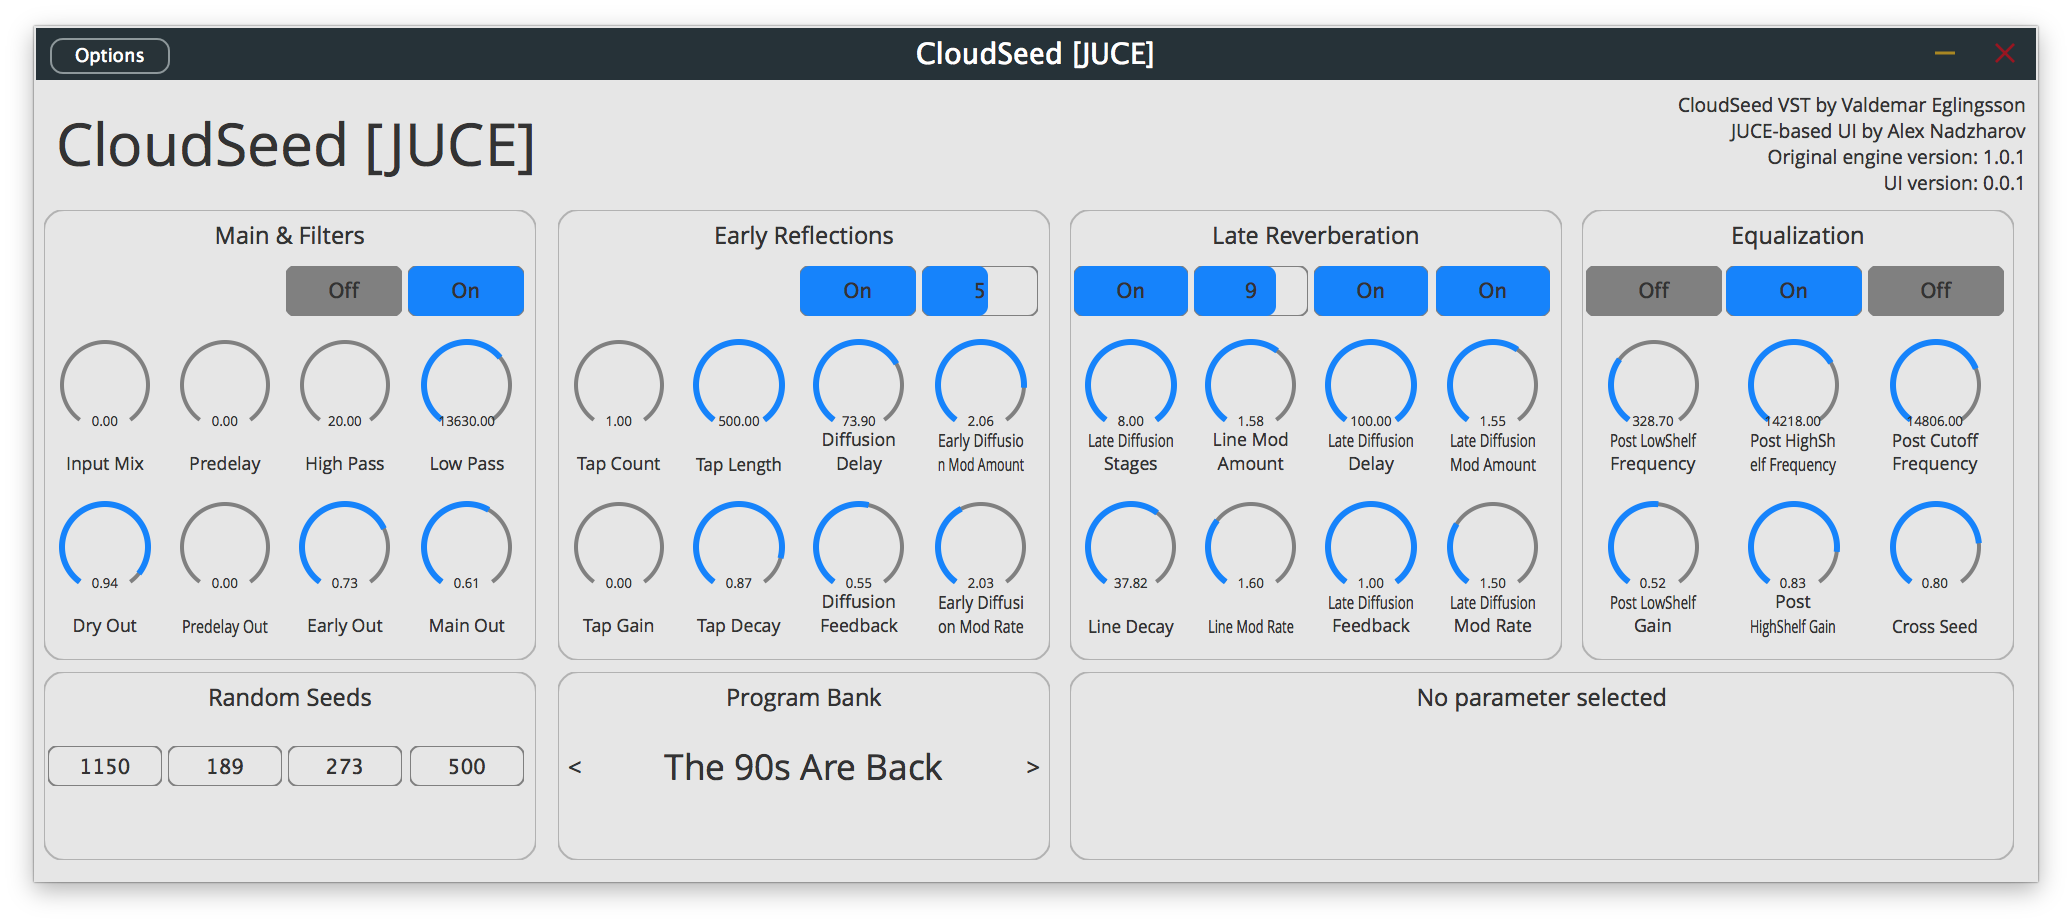 Options
CloudSeed [JUCE]
CloudSeed [JUCE]
CloudSeed VST by Valdemar Eglingsson
JUCE-based UI by Alex Nadzharov
Original engine version: 1.0.1
UI version: 0.0.1
Main & Filters
Off On
0.00 0.00 20.00 13630.00
Input Mix Predelay High Pass Low Pass
0.94 0.00 0.73 0.61
Dry Out Predelay Out Early Out Main Out
Early Reflections
On 5
1.00 500.00 73.90 2.06
Diffusion Early Diffusio
Tap Count Tap Length Delay n Mod Amount
0.00 0.87 0.55 2.03
Diffusion Early Diffusi
Tap Gain Tap Decay Feedback on Mod Rate
Late Reverberation
On 9 On On
8.00 1.58 100.00 1.55
Late Diffusion Line Mod Late Diffusion Late Diffusion
Stages Amount Delay Mod Amount
37.82 1.60 1.00 1.50
Late Diffusion Late Diffusion
Line Decay Line Mod Rate Feedback Mod Rate
Equalization
Off On Off
328.70 14218.00 14806.00
Post LowShelf Post HighSh Post Cutoff
Frequency elf Frequency Frequency
0.52 0.83 0.80
Post LowShelf Post
Gain HighShelf Gain Cross Seed
Random Seeds
1150 189 273 500
Program Bank
< The 90s Are Back >
No parameter selected